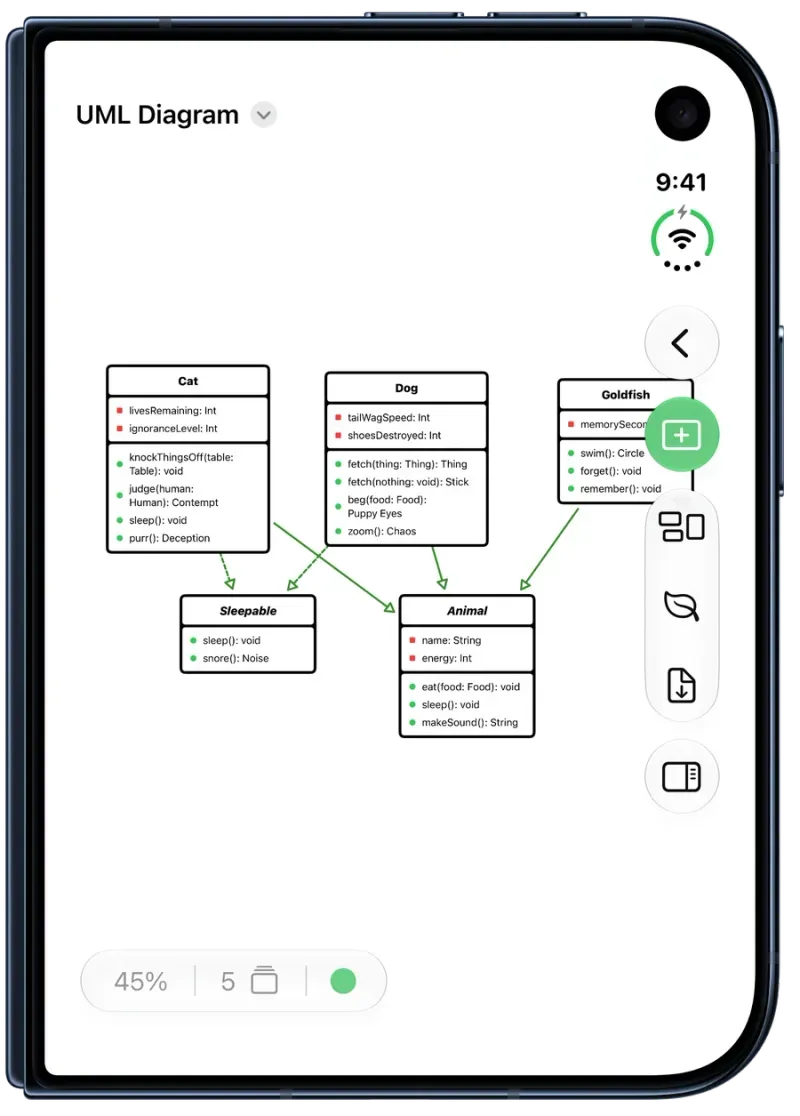 UML Diagram
9:41
Cat
livesRemaining: Int
ignoranceLevel: Int
knockThingsOff(table:
Table): void
judge(human:
Human): Contempt
sleep(): void
purr(): Deception
Dog
tailWagSpeed: Int
shoesDestroyed: Int
fetch(thing: Thing): Thing
fetch(nothing: void): Stick
beg(food: Food):
Puppy Eyes
zoom(): Chaos
Goldfish
swim(): Circle
forget(): void
remember(): void
Sleepable
sleep(): void
snore(): Noise
Animal
name: String
energy: Int
eat(food: Food): void
sleep(): void
makeSound(): String
45%
5